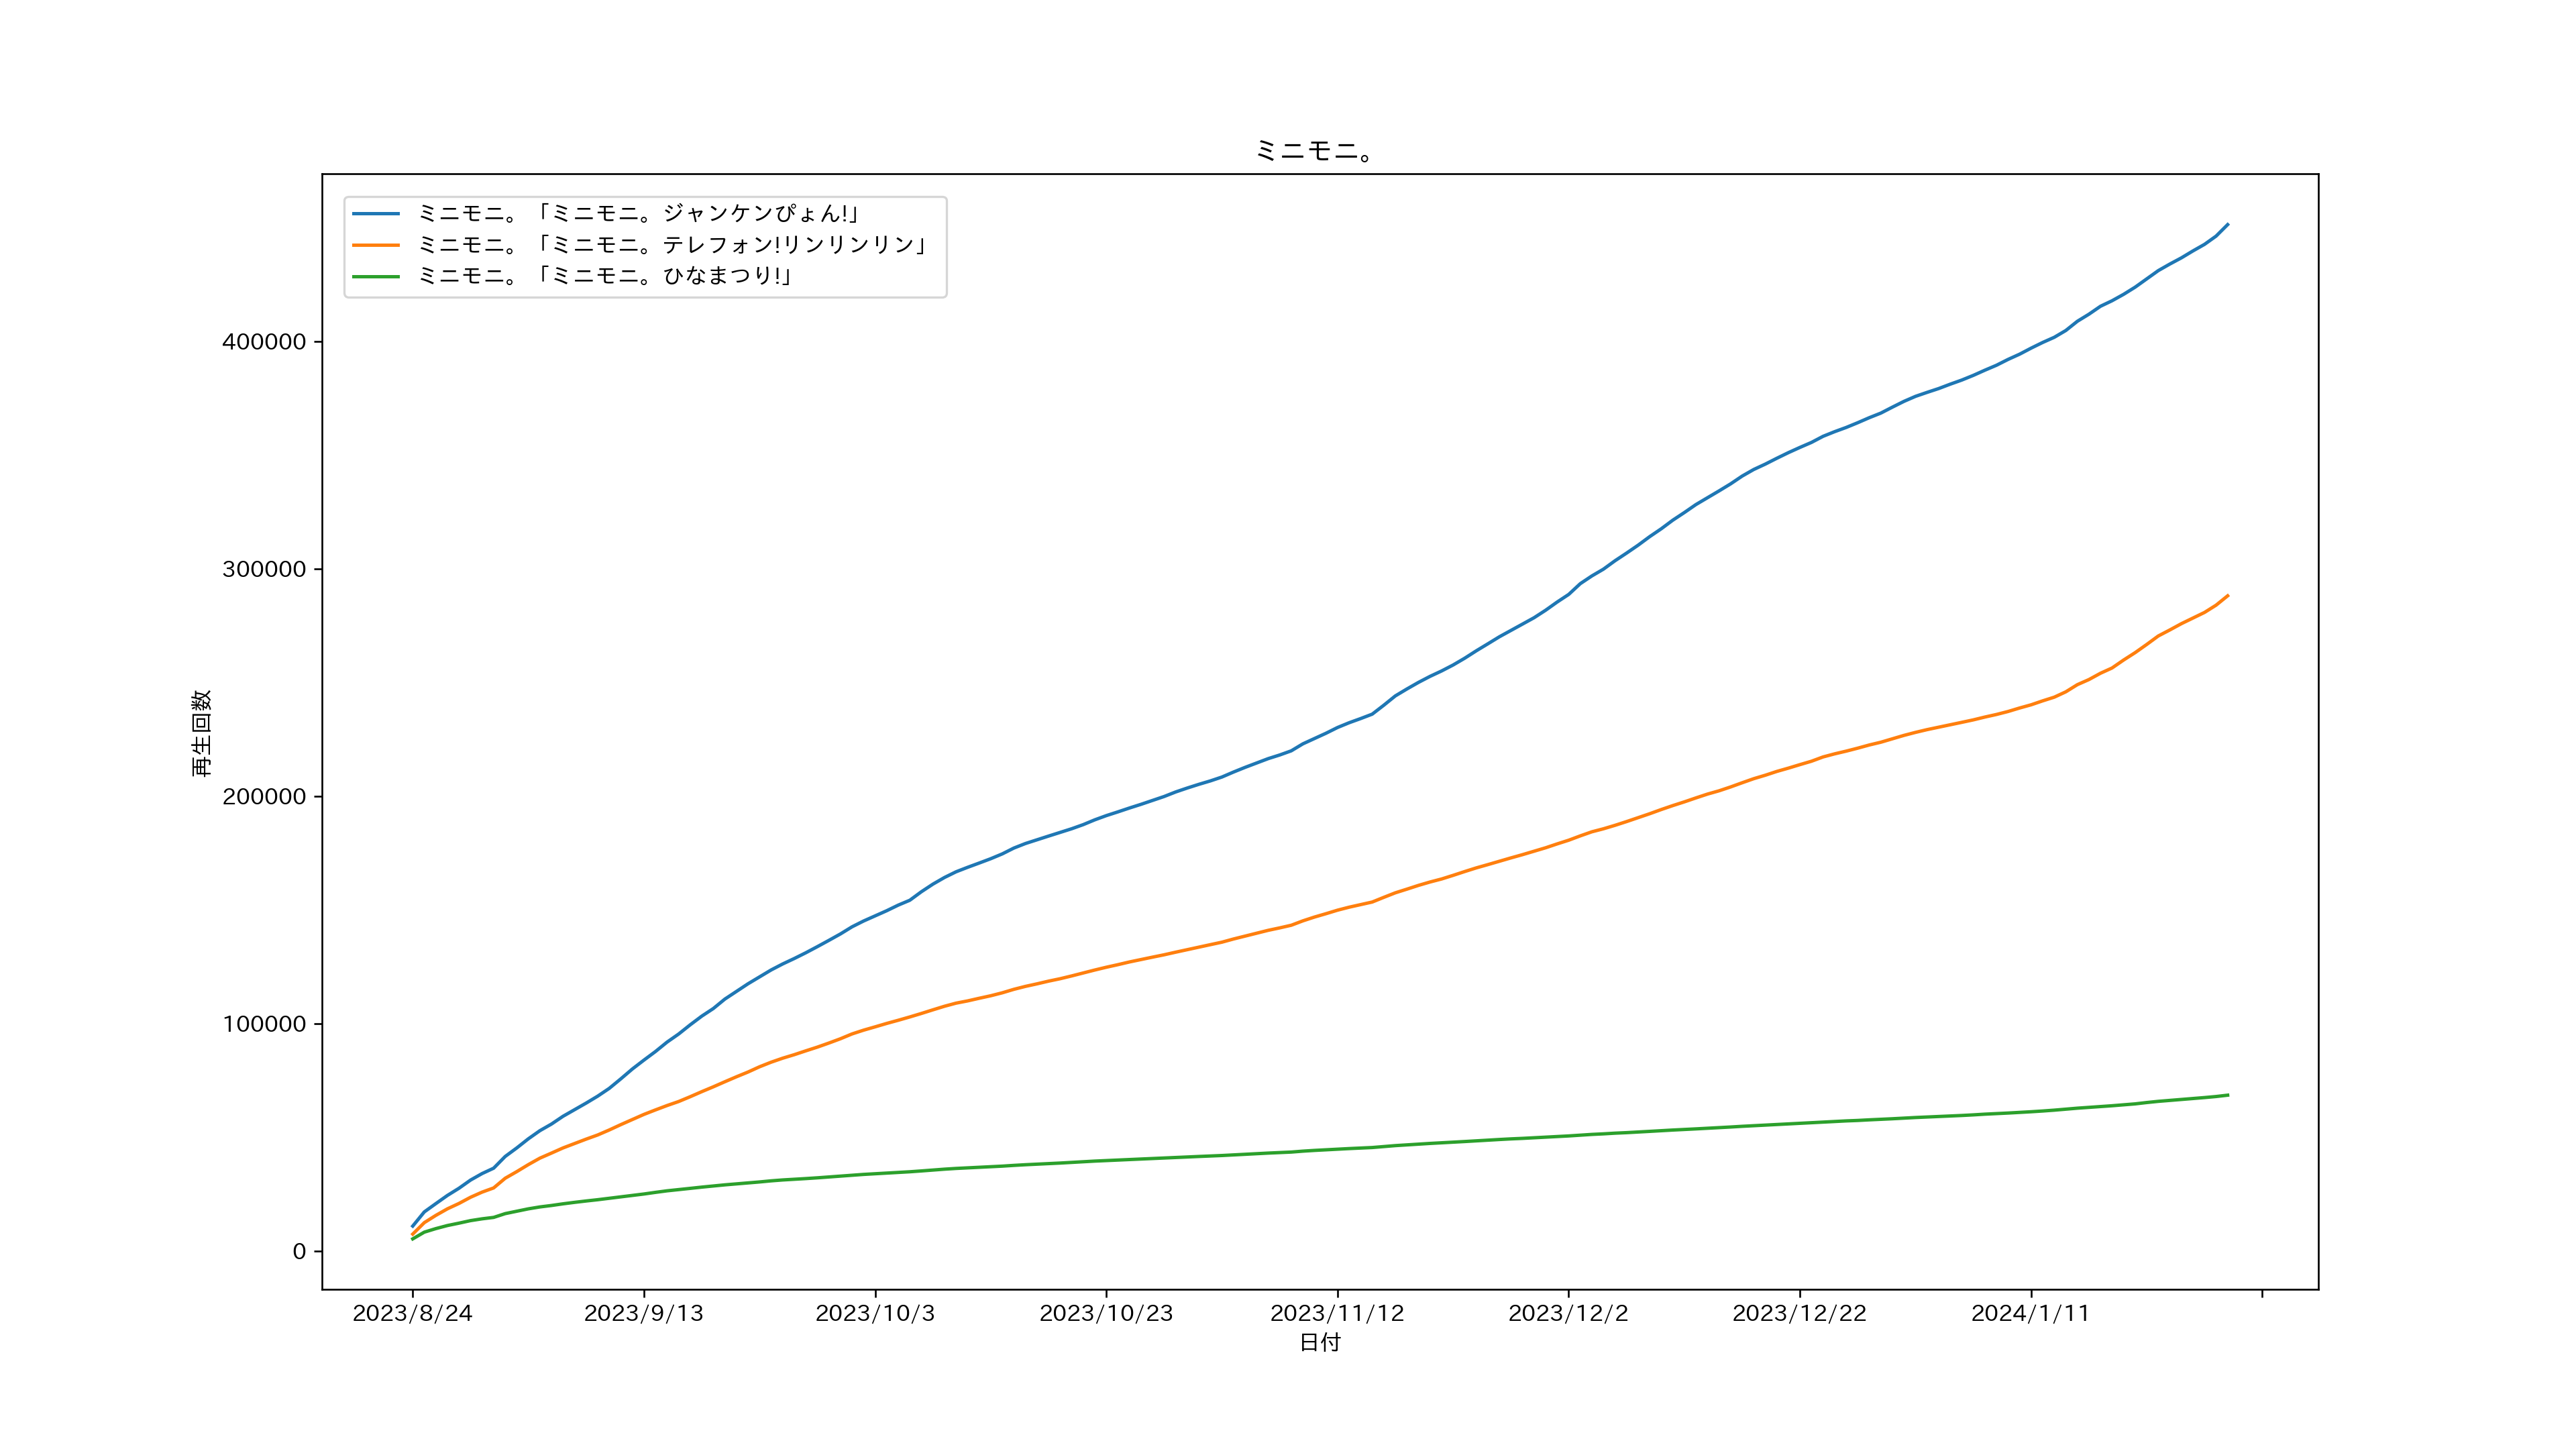 ミニモニ。
ミニモニ。「ミニモニ。ジャンケンぴょん!」
ミニモニ。「ミニモニ。テレフォン!リンリンリン」
ミニモニ。「ミニモニ。ひなまつり!」
再生回数
400000
300000
200000
100000
0
2023/8/24 2023/9/13 2023/10/3 2023/10/23 2023/11/12 2023/12/2 2023/12/22 2024/1/11
日付